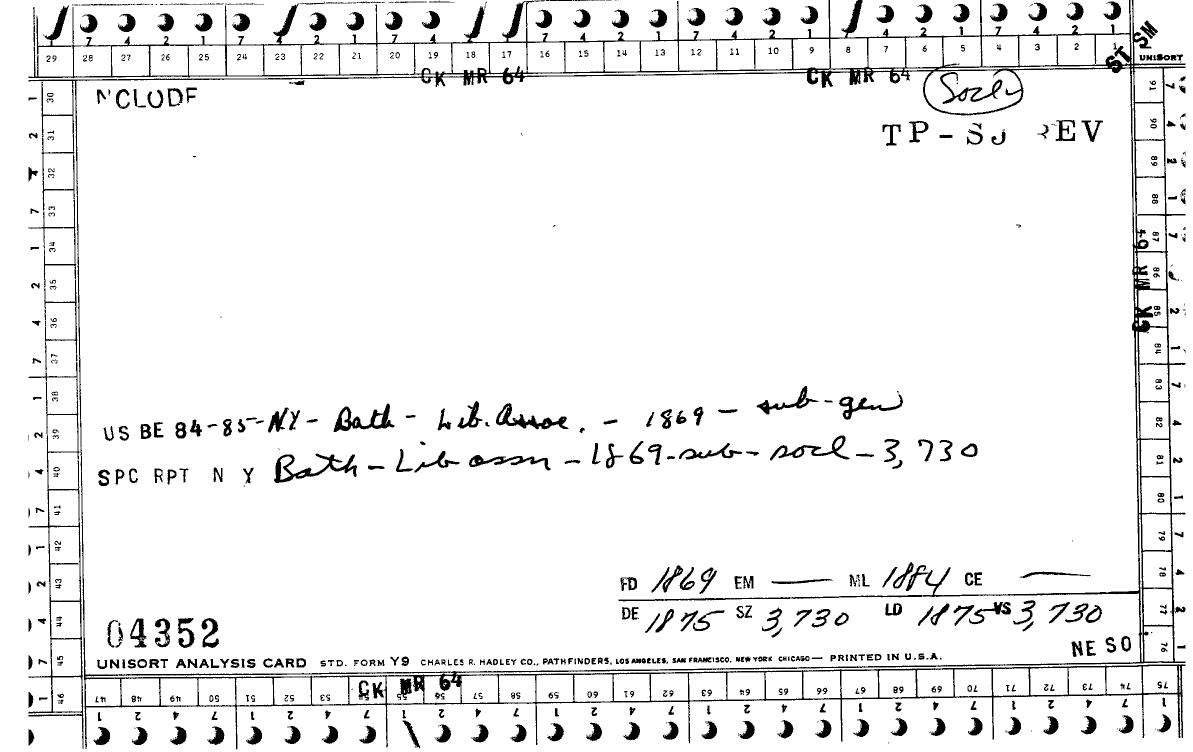 7 4 2 1 7 4 2 1 7 4 7 4 2 1 7 4 2 1 7 4 2 1 7 4 2 1
29 28 27 26 25 24 23 22 21 20 19 18 17 16 15 14 13 12 11 10 9 8 7 6 5 4 3 2 1
UNISORT
ST SM
CK MR 64 CK MR 64
NCLUDE
Socl
TP-SU REV
US BE 84-85-NY- Bath - Lib. Assoc. - 1869 - sub-gen
SPC RPT N Y Bath-Lib assn-1869-sub-socl-3,730
FD 1869 EM — ML 1884 CE —
DE 1875 SZ 3,730 LD 1875 VS 3,730
04352
NE SO
UNISORT ANALYSIS CARD STD. FORM Y9 CHARLES R. HADLEY CO., PATHFINDERS, LOS ANGELES, SAN FRANCISCO, NEW YORK CHICAGO— PRINTED IN U.S.A.
CK MR 64
47 48 49 50 51 52 53 54 55 56 57 58 59 60 61 62 63 64 65 66 67 68 69 70 71 72 73 74 75
1 2 4 7 1 2 4 7 1 2 4 7 1 2 4 7 1 2 4 7 1 2 4 7 1 2 4 7 1
30 31 32 33 34 35 36 37 38 39 40 41 42 43 44 45 46
91 90 89 88 87 86 85 84 83 82 81 80 79 78 77 76
CK MR 64